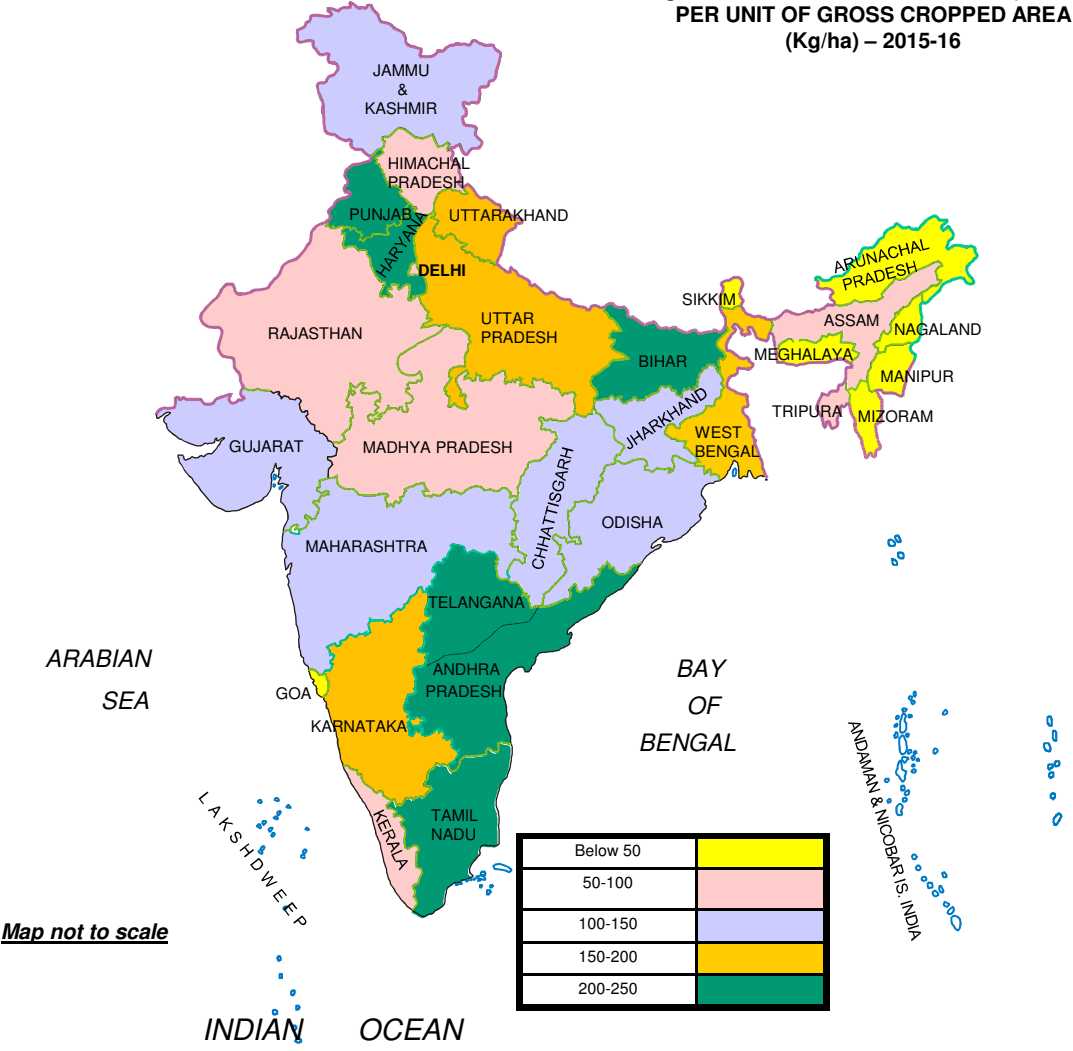 PER UNIT OF GROSS CROPPED AREA
(Kg/ha) – 2015-16
JAMMU
&
KASHMIR
HIMACHAL
PRADESH
PUNJAB
UTTARAKHAND
HARYANA
DELHI
ARUNACHAL
PRADESH
SIKKIM
RAJASTHAN
UTTAR
PRADESH
ASSAM
NAGALAND
BIHAR
MEGHALAYA
MANIPUR
JHARKHAND
TRIPURA
MIZORAM
GUJARAT
MADHYA PRADESH
WEST
BENGAL
CHHATTISGARH
ODISHA
MAHARASHTRA
TELANGANA
ARABIAN
SEA
ANDHRA
PRADESH
BAY
OF
BENGAL
GOA
KARNATAKA
ANDAMAN & NICOBAR IS. INDIA
LAKSHDWEEP
KERALA
TAMIL
NADU
Below 50
50-100
100-150
150-200
200-250
Map not to scale
INDIAN OCEAN